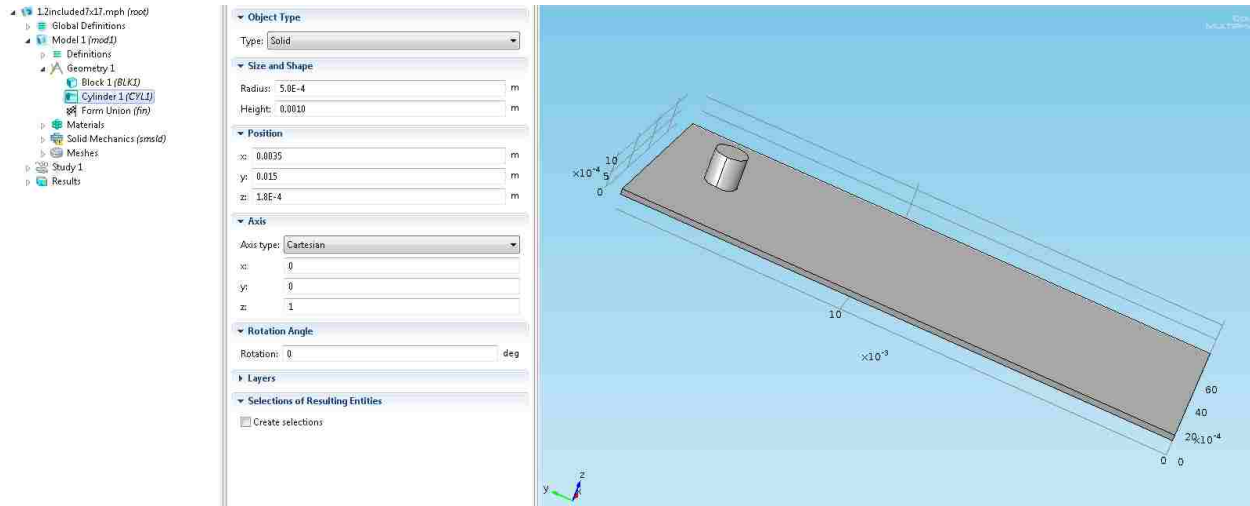 1.2included7x17.mph (root)
Global Definitions
Model 1 (mod1)
Definitions
Geometry 1
Block 1 (BLK1)
Cylinder 1 (CYL1)
Form Union (fin)
Materials
Solid Mechanics (smsld)
Meshes
Study 1
Results
Object Type
Type: Solid
Size and Shape
Radius: 5.0E-4 m
Height: 0.0010 m
Position
x: 0.0035 m
y: 0.015 m
z: 1.8E-4 m
Axis
Axis type: Cartesian
x: 0
y: 0
z: 1
Rotation Angle
Rotation: 0 deg
Layers
Selections of Resulting Entities
Create selections
10
×10⁻⁴ 5
0
10
×10⁻³
60
40
20 ×10⁻⁴
0 0
z
y x